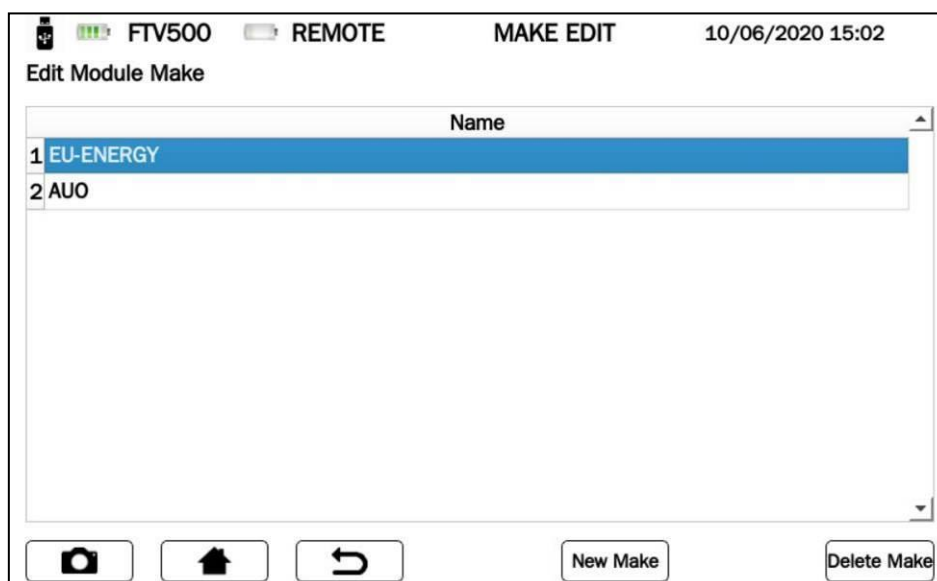 FTV500 REMOTE MAKE EDIT 10/06/2020 15:02
Edit Module Make
Name
1 EU-ENERGY
2 AUO
New Make Delete Make